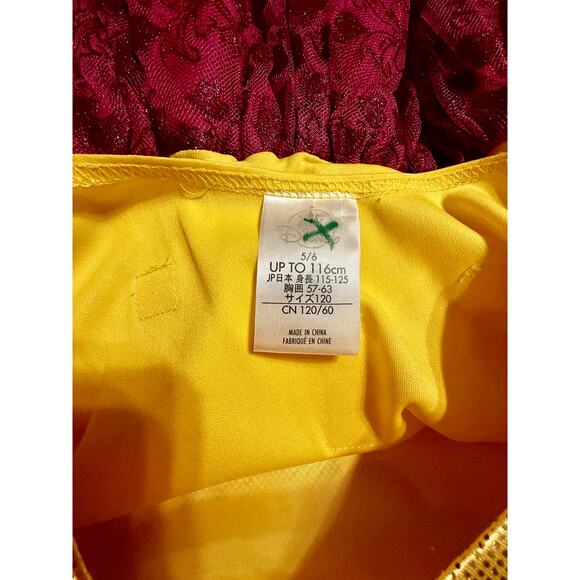 Disney
5/6
UP TO 116cm
JP日本 身長 115-125
胸囲 57-63
サイズ120
CN 120/60
MADE IN CHINA
FABRIQUÉ EN CHINE